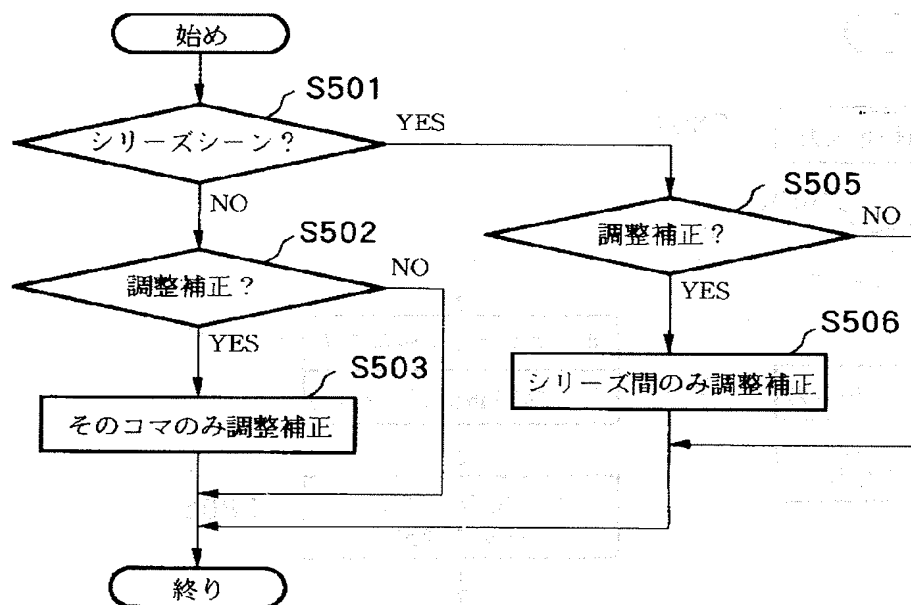 始め
S501
シリーズシーン?
YES
NO
S502
調整補正?
NO
YES
S503
そのコマのみ調整補正
S505
調整補正?
NO
YES
S506
シリーズ間のみ調整補正
終り